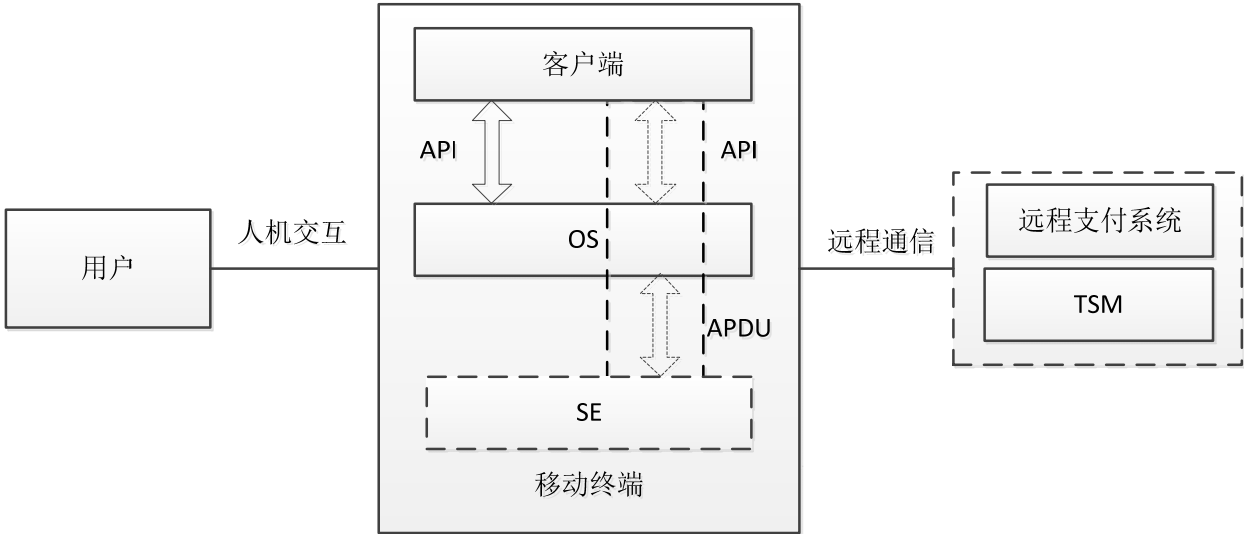 客户端
API
API
人机交互
OS
远程通信
远程支付系统
用户
TSM
APDU
SE
移动终端